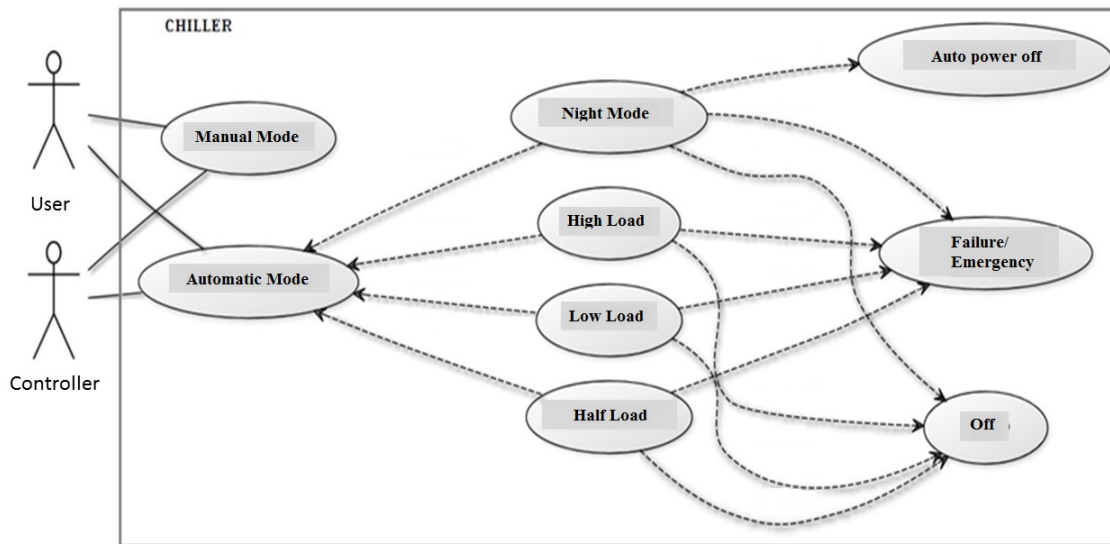 CHILLER
Auto power off
Night Mode
Manual Mode
User
High Load
Failure/
Emergency
Automatic Mode
Low Load
Controller
Half Load
Off